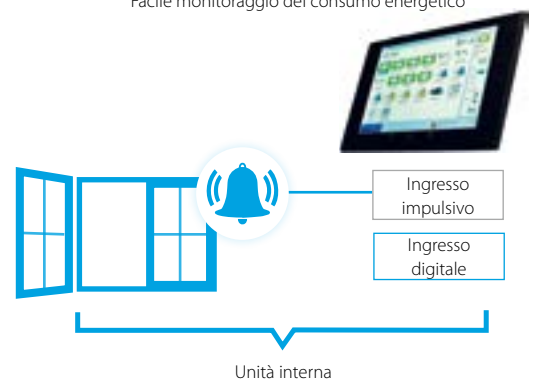 Facile monitoraggio del consumo energetico
Ingresso
impulsivo
Ingresso
digitale
Unità interna